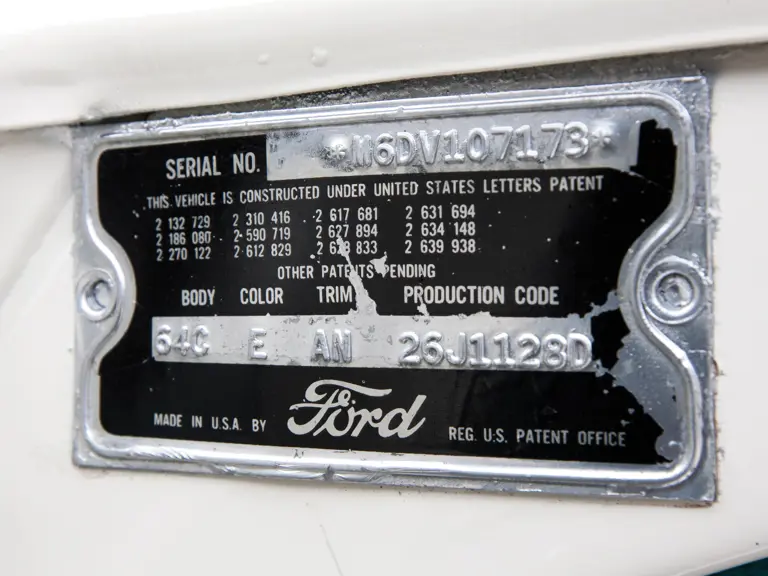 SERIAL NO. *M6DV107173*
THIS VEHICLE IS CONSTRUCTED UNDER UNITED STATES LETTERS PATENT
2 132 729 2 310 416 2 617 681 2 631 694
2 186 080 2 590 719 2 627 894 2 634 148
2 270 122 2 612 829 2 628 833 2 639 938
OTHER PATENTS PENDING
BODY COLOR TRIM PRODUCTION CODE
64C E AN 26J1128D
MADE IN U.S.A. BY Ford REG. U.S. PATENT OFFICE